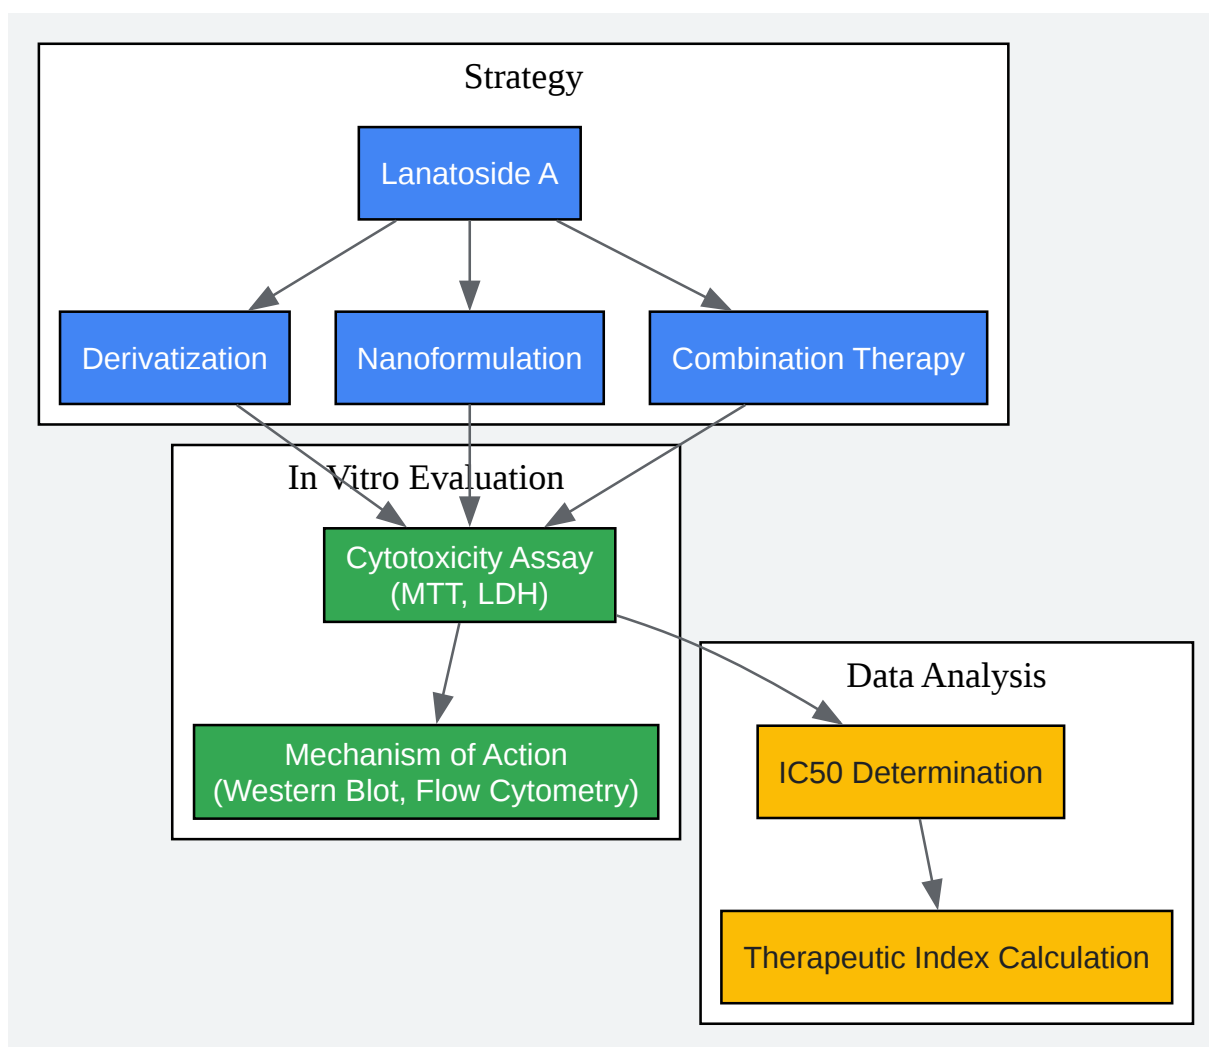 Strategy
Lanatoside A
Derivatization
Nanoformulation
Combination Therapy
In Vitro Evaluation
Cytotoxicity Assay
(MTT, LDH)
Mechanism of Action
(Western Blot, Flow Cytometry)
Data Analysis
IC50 Determination
Therapeutic Index Calculation